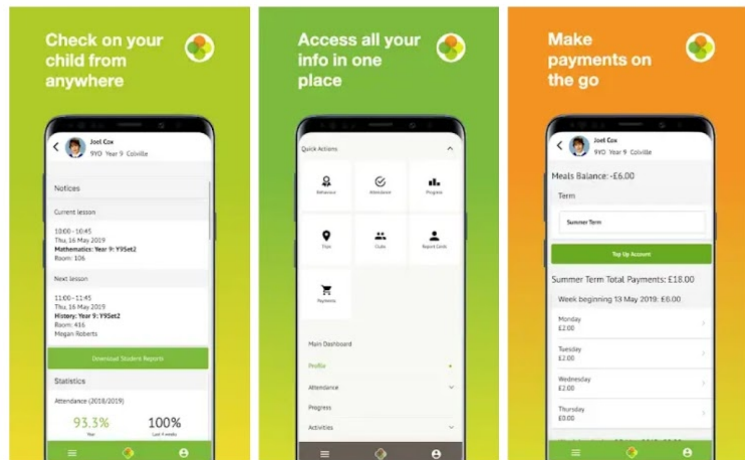 Check on your
child from
anywhere
Joel Cox
9YO Year 9 Colville
Notices
Current lesson
10:00 - 10:45
Thu, 16 May 2019
Mathematics: Year 9: Y9Set2
Room: 106
Next lesson
11:00 - 11:45
Thu, 16 May 2019
History: Year 9: Y9Set2
Room: 416
Megan Roberts
Download Student Reports
Statistics
Attendance (2018/2019)
93.3% 100%
Year Last 4 weeks
Access all your
info in one
place
Quick Actions
Behaviour Attendance Progress
Trips Clubs Report Cards
Payments
Main Dashboard
Profile
Attendance
Progress
Activities
Make
payments on
the go
Joel Cox
9YO Year 9 Colville
Meals Balance: -£6.00
Term
Summer Term
Top Up Account
Summer Term Total Payments: £18.00
Week beginning 13 May 2019: £6.00
Monday
£2.00
Tuesday
£2.00
Wednesday
£2.00
Thursday
£0.00